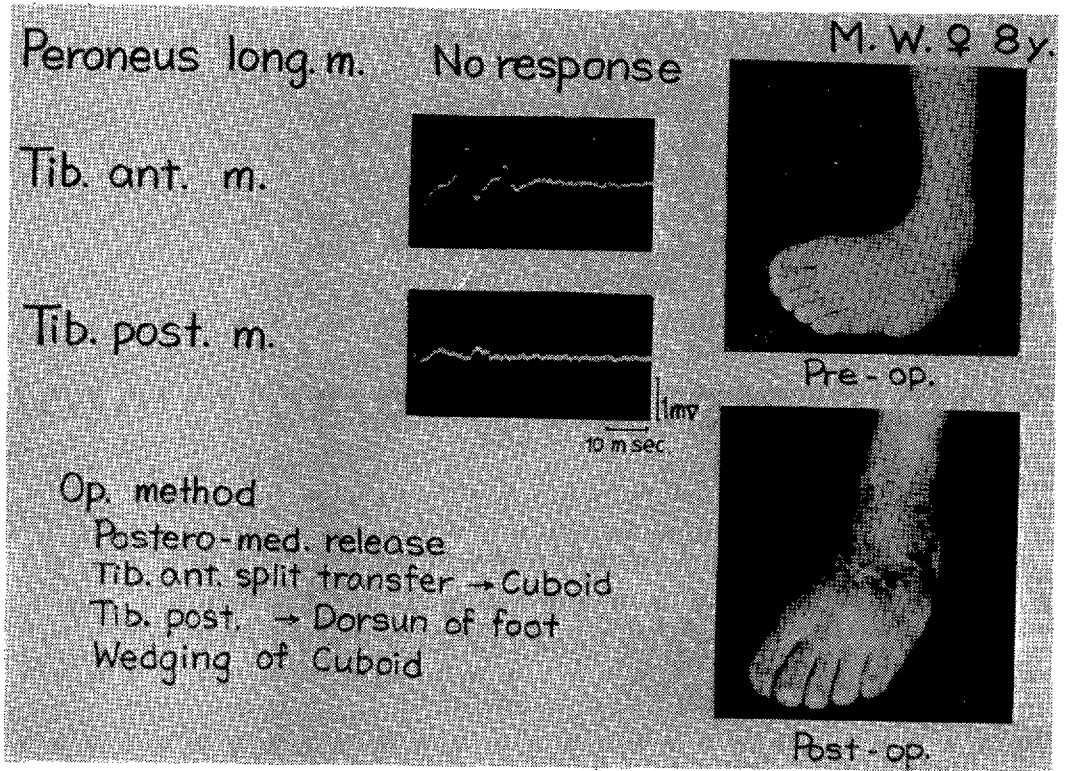 M. W. ♀ 8 y.
Peroneus long. m. No response
Tib. ant. m.
Tib. post. m.
1mv
10 m sec.
Pre-op.
Op. method
Postero-med. release
Tib. ant. split transfer → Cuboid
Tib. post. → Dorsun of foot
Wedging of Cuboid
Post-op.